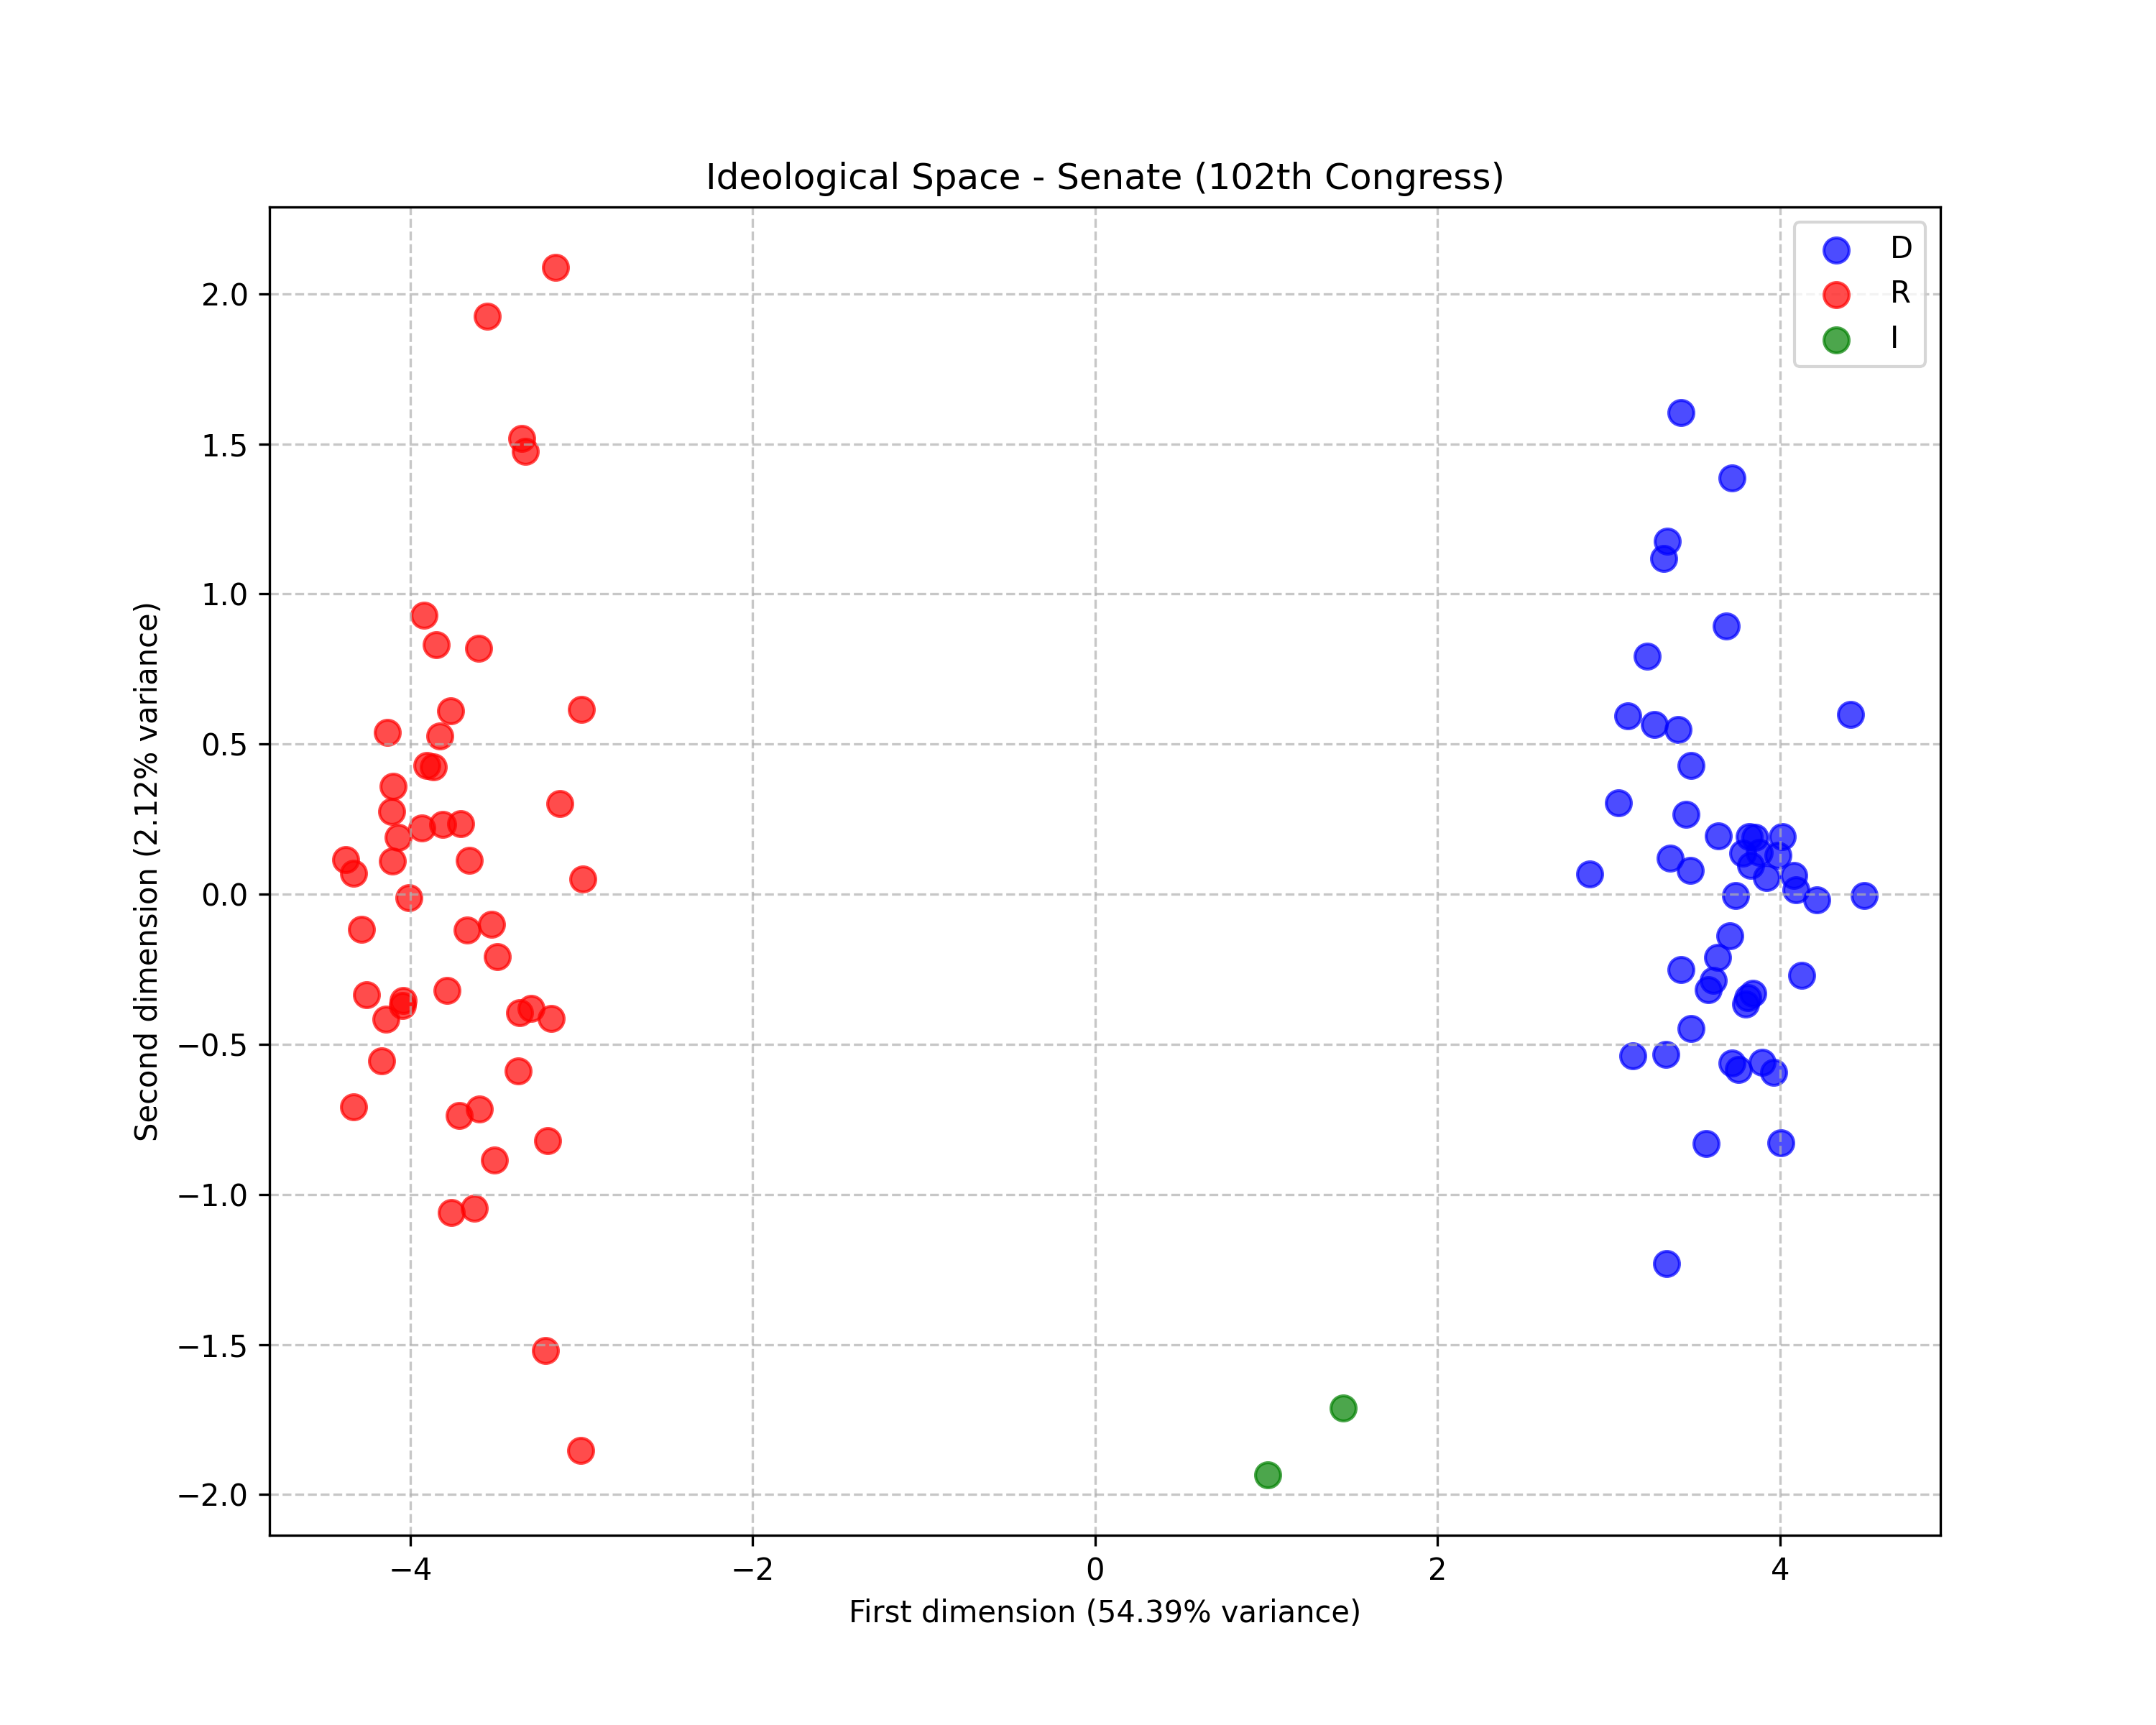 Ideological Space - Senate (102th Congress)
D
R
I
2.0
1.5
1.0
0.5
0.0
−0.5
−1.0
−1.5
−2.0
Second dimension (2.12% variance)
−4
−2
0
2
4
First dimension (54.39% variance)